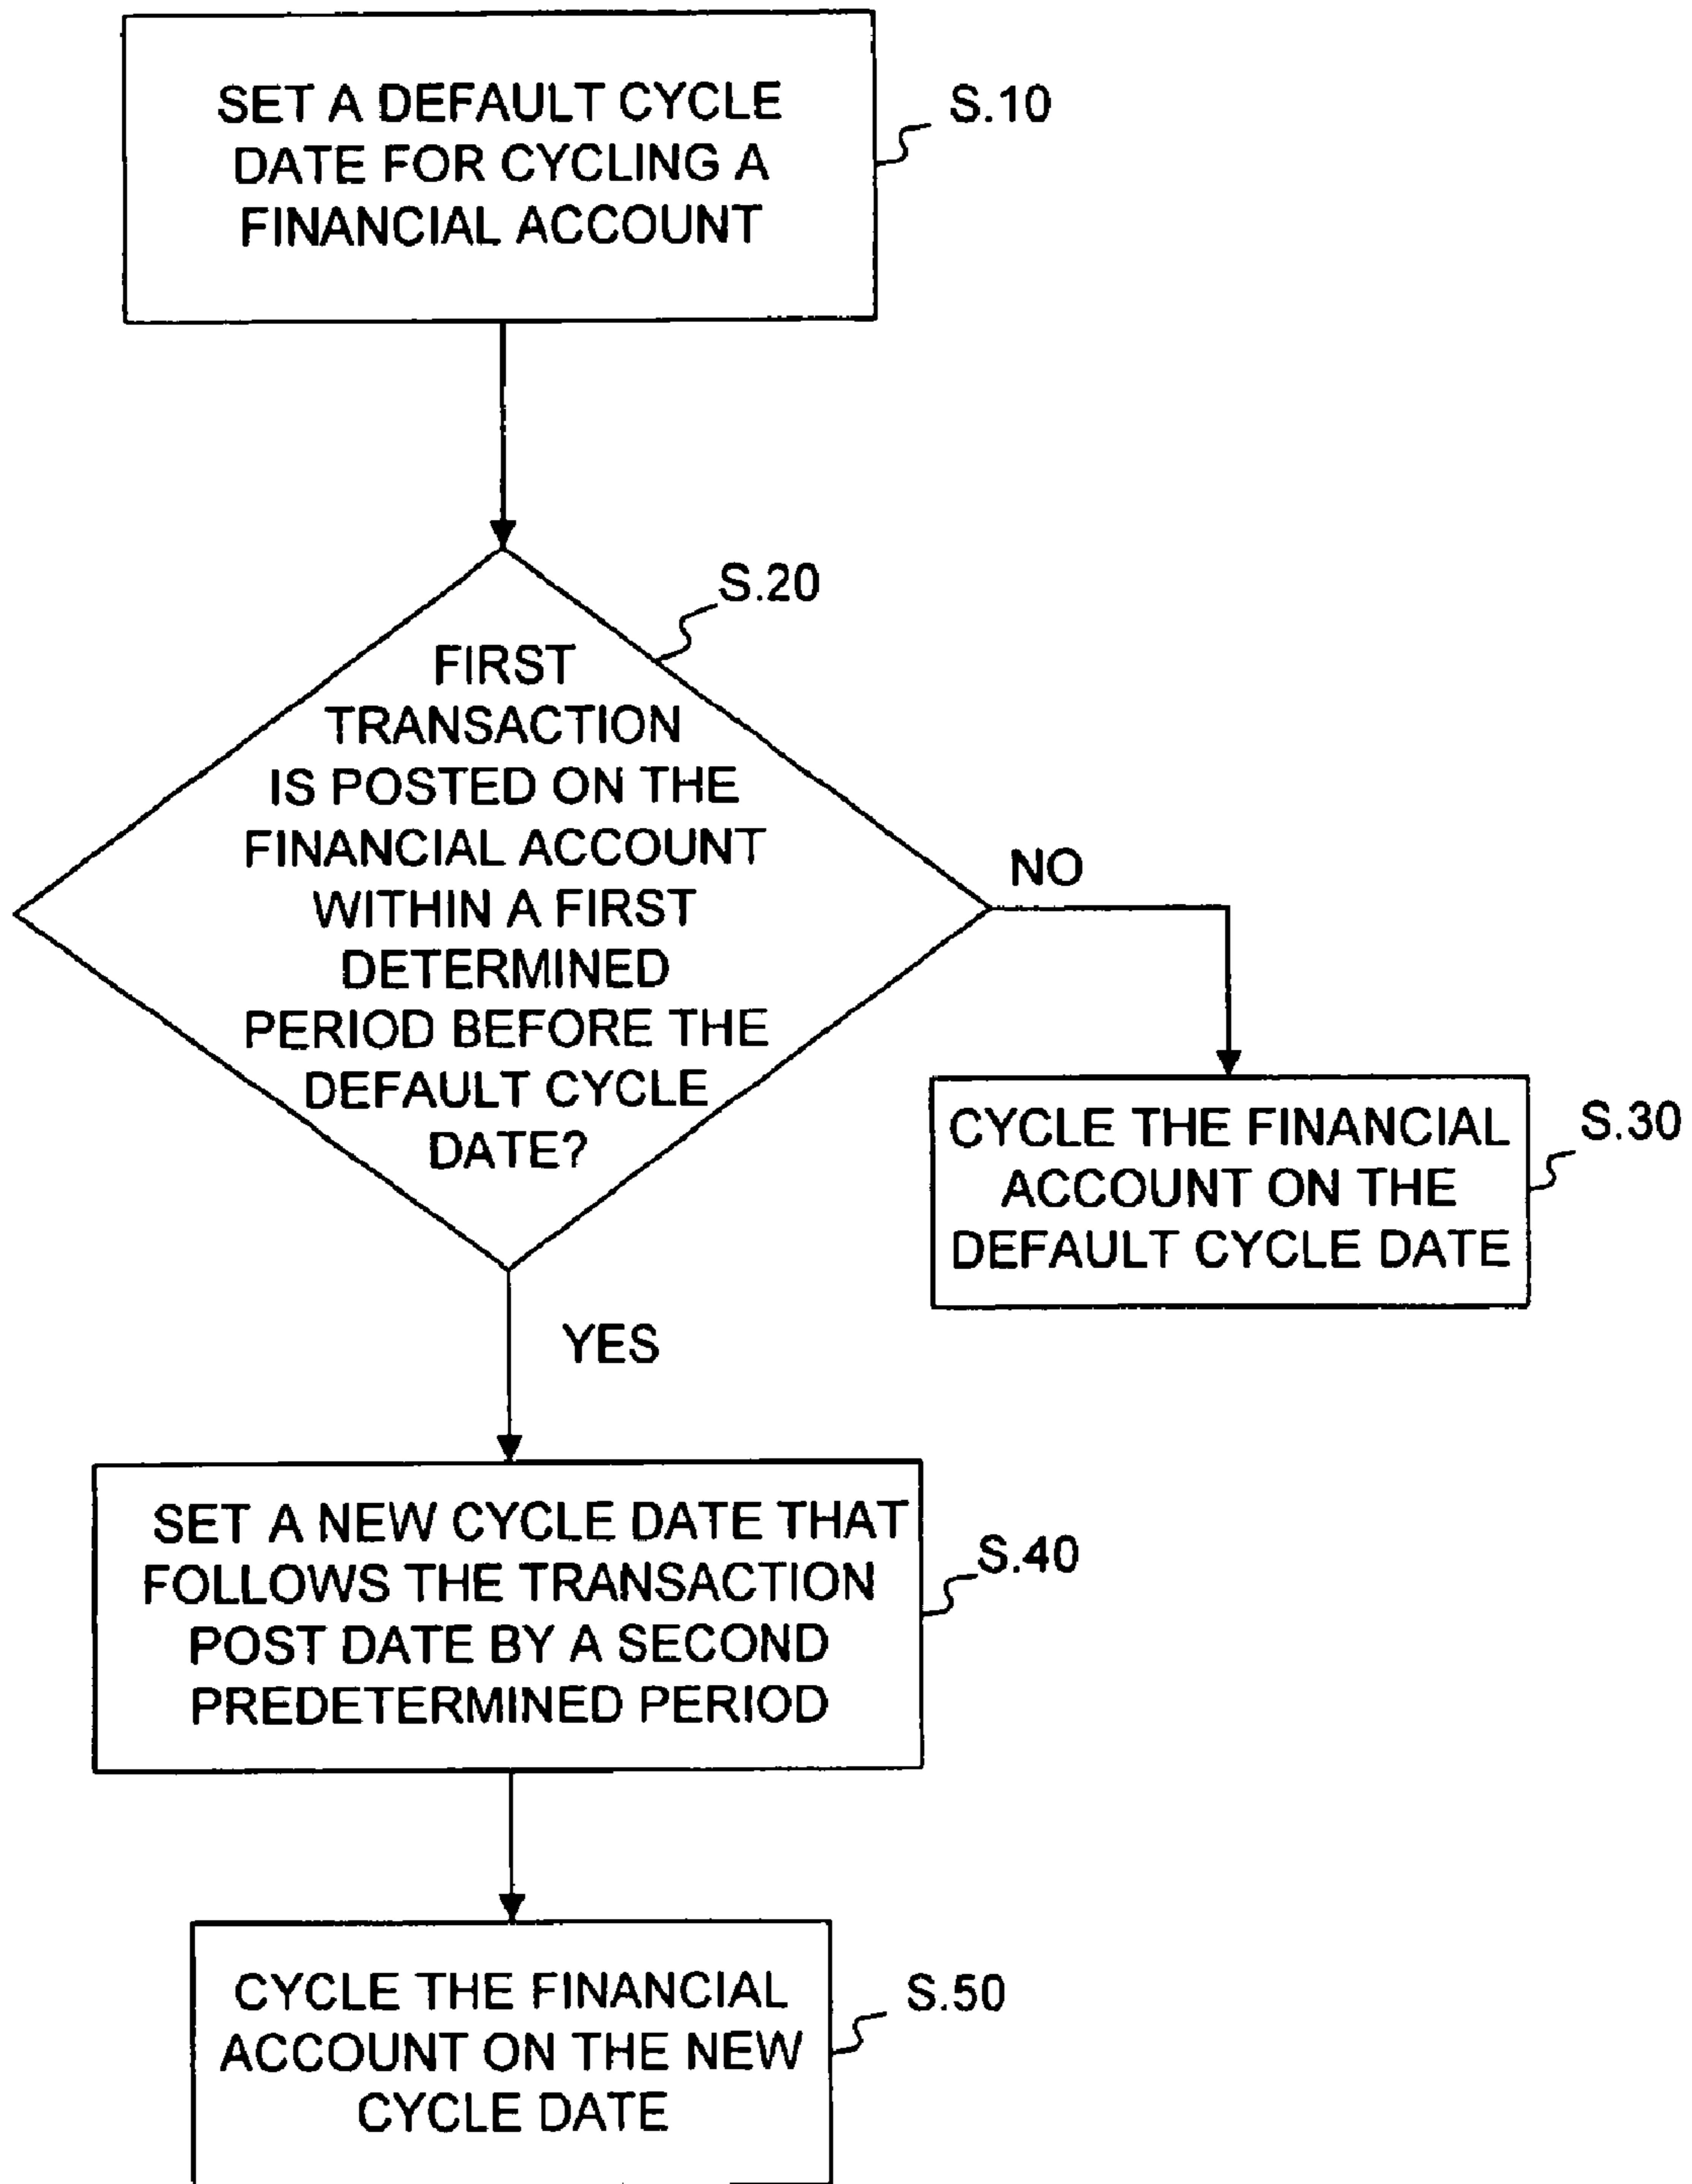 SET A DEFAULT CYCLE
DATE FOR CYCLING A
FINANCIAL ACCOUNT
S.10
S.20
FIRST
TRANSACTION
IS POSTED ON THE
FINANCIAL ACCOUNT
WITHIN A FIRST
DETERMINED
PERIOD BEFORE THE
DEFAULT CYCLE
DATE?
NO
CYCLE THE FINANCIAL
ACCOUNT ON THE
DEFAULT CYCLE DATE
S.30
YES
SET A NEW CYCLE DATE THAT
FOLLOWS THE TRANSACTION
POST DATE BY A SECOND
PREDETERMINED PERIOD
S.40
CYCLE THE FINANCIAL
ACCOUNT ON THE NEW
CYCLE DATE
S.50